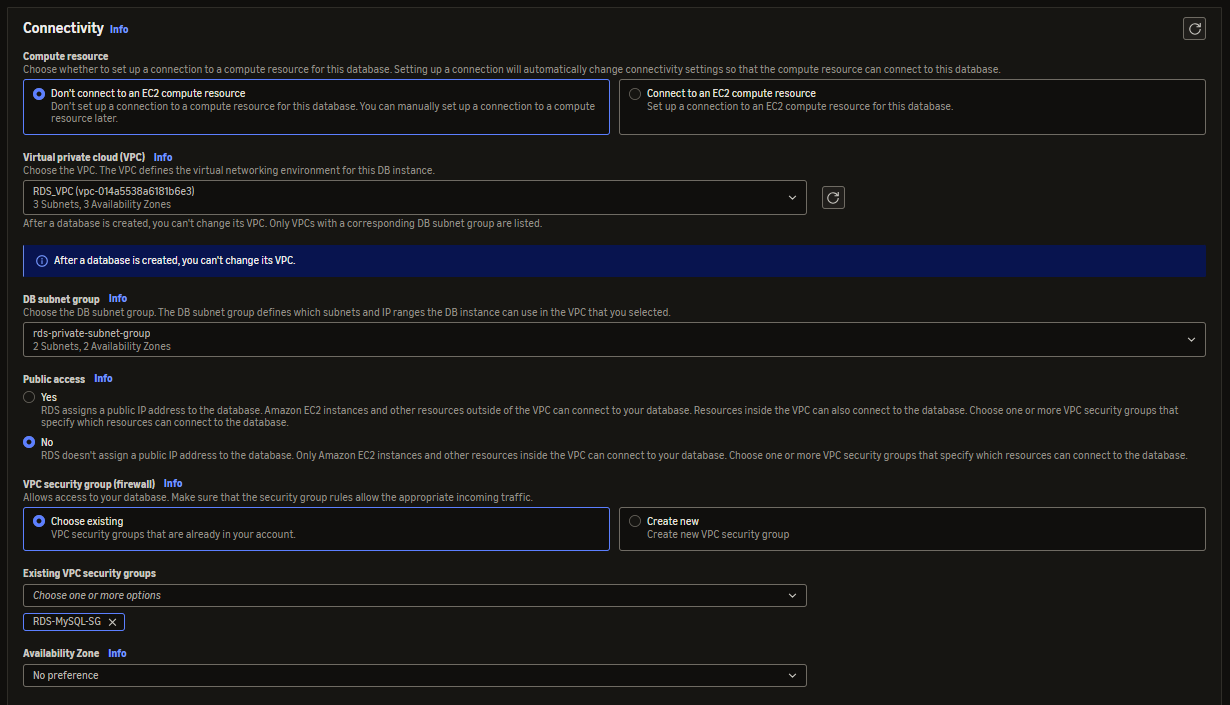 Connectivity Info
Compute resource
Choose whether to set up a connection to a compute resource for this database. Setting up a connection will automatically change connectivity settings so that the compute resource can connect to this database.
Don't connect to an EC2 compute resource
Don't set up a connection to a compute resource for this database. You can manually set up a connection to a compute
resource later.
Connect to an EC2 compute resource
Set up a connection to an EC2 compute resource for this database.
Virtual private cloud (VPC) Info
Choose the VPC. The VPC defines the virtual networking environment for this DB instance.
RDS_VPC (vpc-014a5538a6181b6e3)
3 Subnets, 3 Availability Zones
After a database is created, you can't change its VPC. Only VPCs with a corresponding DB subnet group are listed.
After a database is created, you can't change its VPC.
DB subnet group Info
Choose the DB subnet group. The DB subnet group defines which subnets and IP ranges the DB instance can use in the VPC that you selected.
rds-private-subnet-group
2 Subnets, 2 Availability Zones
Public access Info
Yes
RDS assigns a public IP address to the database. Amazon EC2 instances and other resources outside of the VPC can connect to your database. Resources inside the VPC can also connect to the database. Choose one or more VPC security groups that
specify which resources can connect to the database.
No
RDS doesn't assign a public IP address to the database. Only Amazon EC2 instances and other resources inside the VPC can connect to your database. Choose one or more VPC security groups that specify which resources can connect to the database.
VPC security group (firewall) Info
Allows access to your database. Make sure that the security group rules allow the appropriate incoming traffic.
Choose existing
VPC security groups that are already in your account.
Create new
Create new VPC security group
Existing VPC security groups
Choose one or more options
RDS-MySQL-SG
Availability Zone Info
No preference